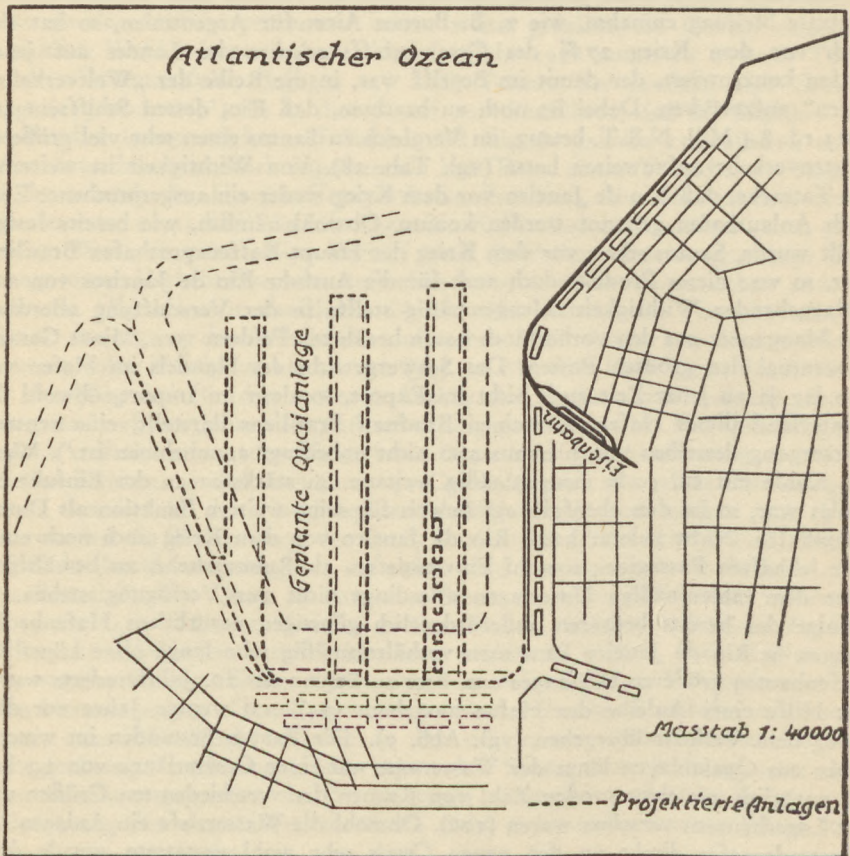 Atlantischer Ozean
Geplante Quaianlage
Eisenbahn
Masstab 1:40000
Projektierte Anlagen